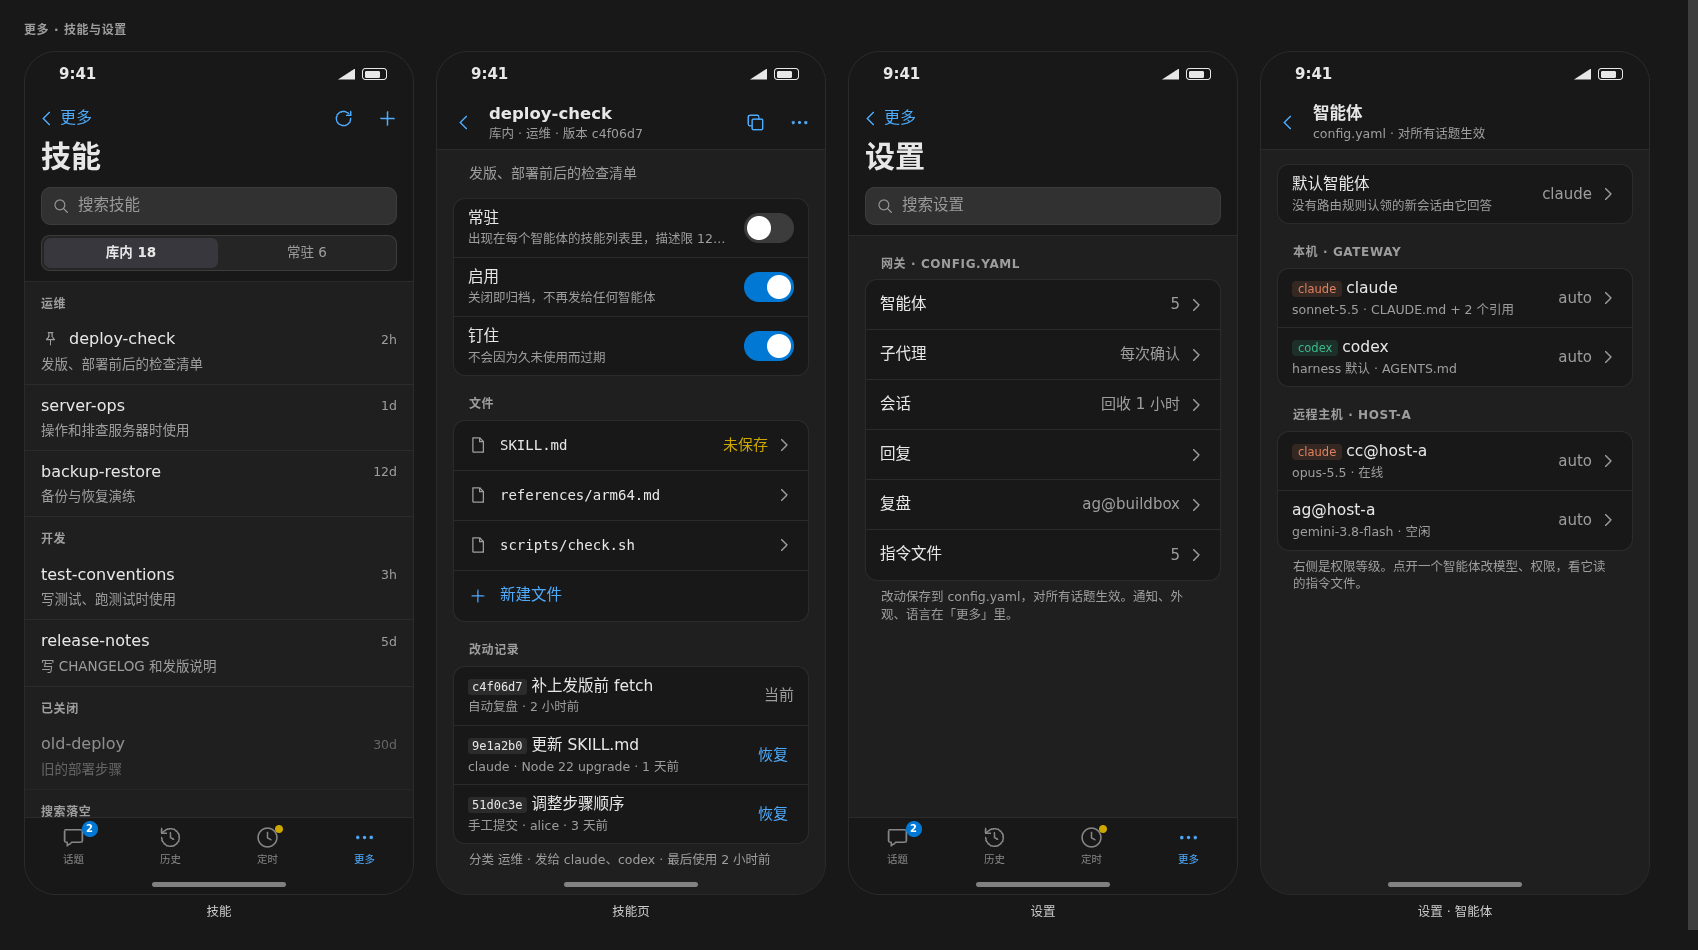 更多 · 技能与设置
9:41
更多
技能
搜索技能
库内 18
常驻 6
运维
deploy-check
2h
发版、部署前后的检查清单
server-ops
1d
操作和排查服务器时使用
backup-restore
12d
备份与恢复演练
开发
test-conventions
3h
写测试、跑测试时使用
release-notes
5d
写 CHANGELOG 和发版说明
已关闭
old-deploy
30d
旧的部署步骤
搜索落空
2
话题
历史
定时
更多
技能
9:41
deploy-check
库内 · 运维 · 版本 c4f06d7
发版、部署前后的检查清单
常驻
出现在每个智能体的技能列表里，描述限 12…
启用
关闭即归档，不再发给任何智能体
钉住
不会因为久未使用而过期
文件
SKILL.md
未保存
references/arm64.md
scripts/check.sh
新建文件
改动记录
c4f06d7 补上发版前 fetch
当前
自动复盘 · 2 小时前
9e1a2b0 更新 SKILL.md
恢复
claude · Node 22 upgrade · 1 天前
51d0c3e 调整步骤顺序
恢复
手工提交 · alice · 3 天前
分类 运维 · 发给 claude、codex · 最后使用 2 小时前
技能页
9:41
更多
设置
搜索设置
网关 · CONFIG.YAML
智能体
5
子代理
每次确认
会话
回收 1 小时
回复
复盘
ag@buildbox
指令文件
5
改动保存到 config.yaml，对所有话题生效。通知、外
观、语言在「更多」里。
2
话题
历史
定时
更多
设置
9:41
智能体
config.yaml · 对所有话题生效
默认智能体
没有路由规则认领的新会话由它回答
claude
本机 · GATEWAY
claude claude
auto
sonnet-5.5 · CLAUDE.md + 2 个引用
codex codex
auto
harness 默认 · AGENTS.md
远程主机 · HOST-A
claude cc@host-a
auto
opus-5.5 · 在线
ag@host-a
auto
gemini-3.8-flash · 空闲
右侧是权限等级。点开一个智能体改模型、权限，看它读
的指令文件。
设置 · 智能体